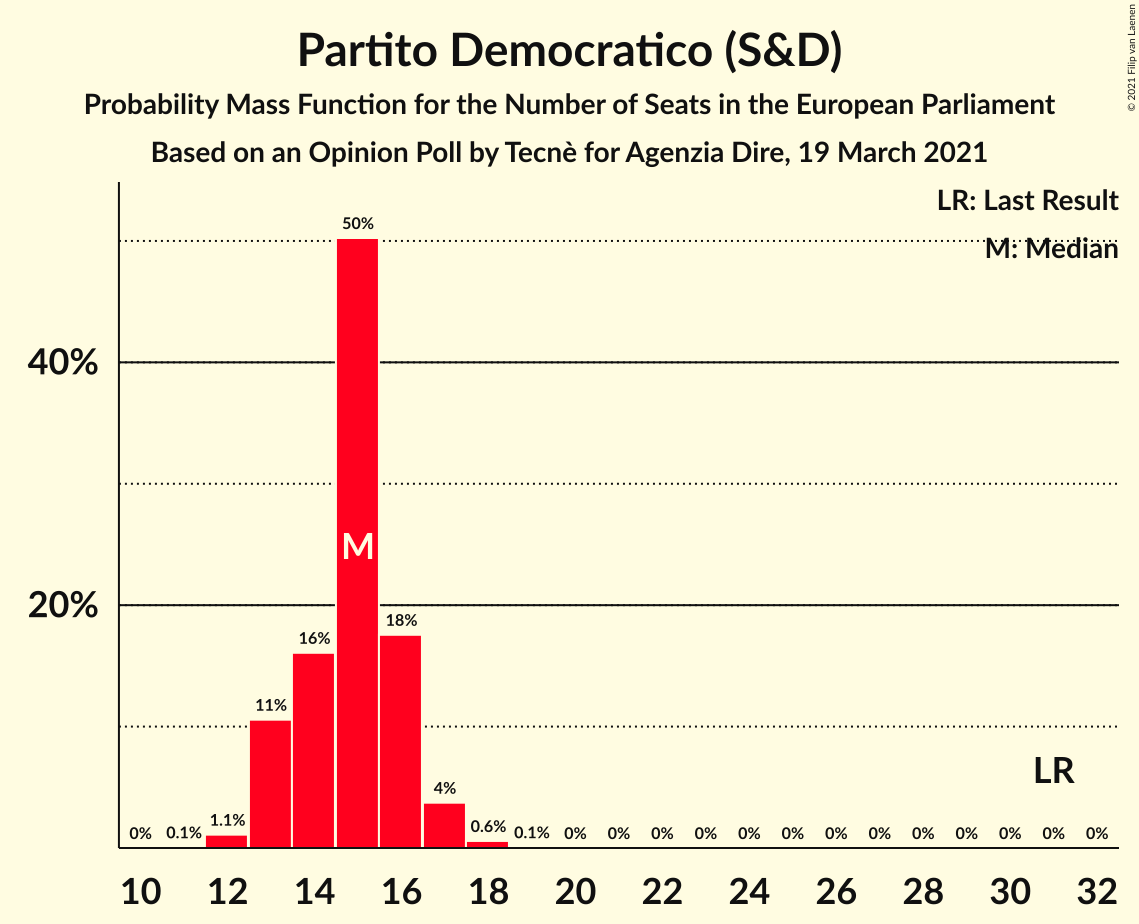 Partito Democratico (S&D)
Probability Mass Function for the Number of Seats in the European Parliament
Based on an Opinion Poll by Tecnè for Agenzia Dire, 19 March 2021
© 2021 Filip van Laenen
LR: Last Result
M: Median
50%
40%
M
20%
18%
16%
11%
LR
4%
0% 0.1% 1.1% 0.6% 0.1% 0% 0% 0% 0% 0% 0% 0% 0% 0% 0% 0% 0% 0%
10 12 14 16 18 20 22 24 26 28 30 32